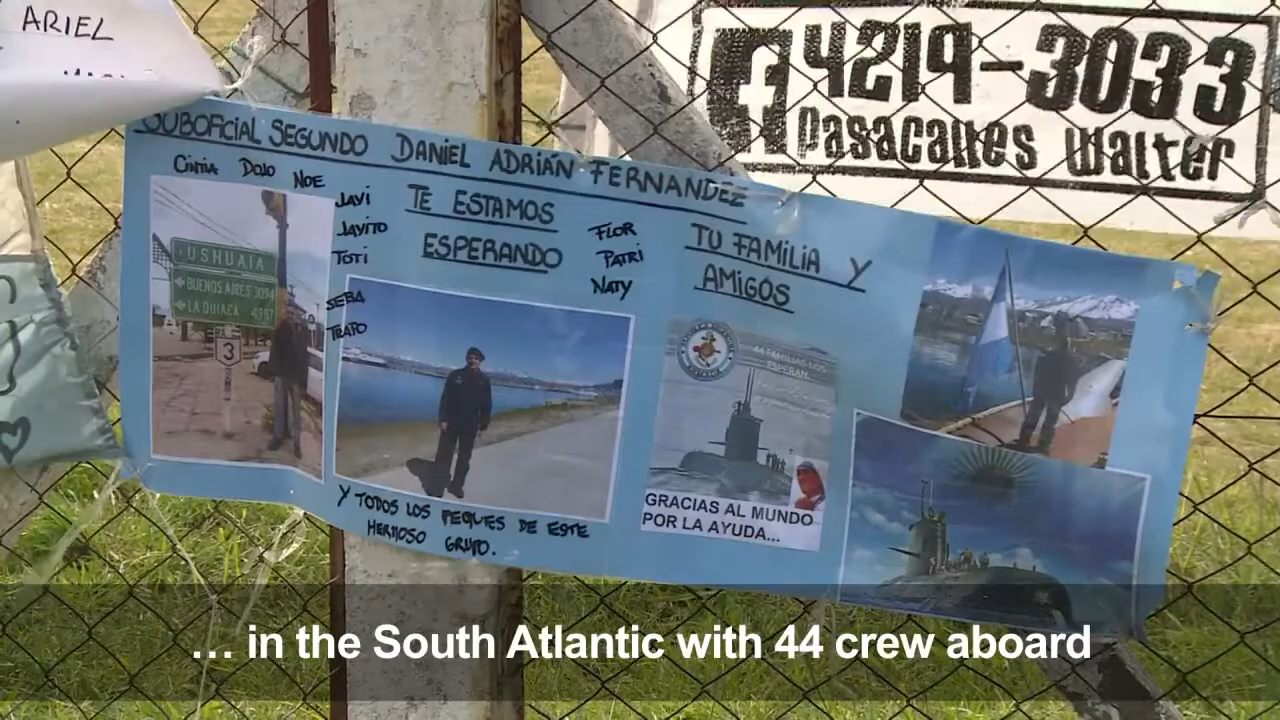 ARIEL
4219-3033
Pasacalles Walter
SUBOFICIAL SEGUNDO DANIEL ADRIÁN FERNANDEZ
CINTIA DOLO NOE
JAVI
JAVITO
TOTI
SEBA
TE ESTAMOS
ESPERANDO
FLOR
PATRI
NATY
TU FAMILIA Y
AMIGOS
USHUAIA
BUENOS AIRES 3094
LA QUIACA 4987
3
44 FAMILIAS LOS
ESPERAN
GRACIAS AL MUNDO
POR LA AYUDA...
Y TODOS LOS PEQUES DE ESTE
HERMOSO GRUPO.
... in the South Atlantic with 44 crew aboard